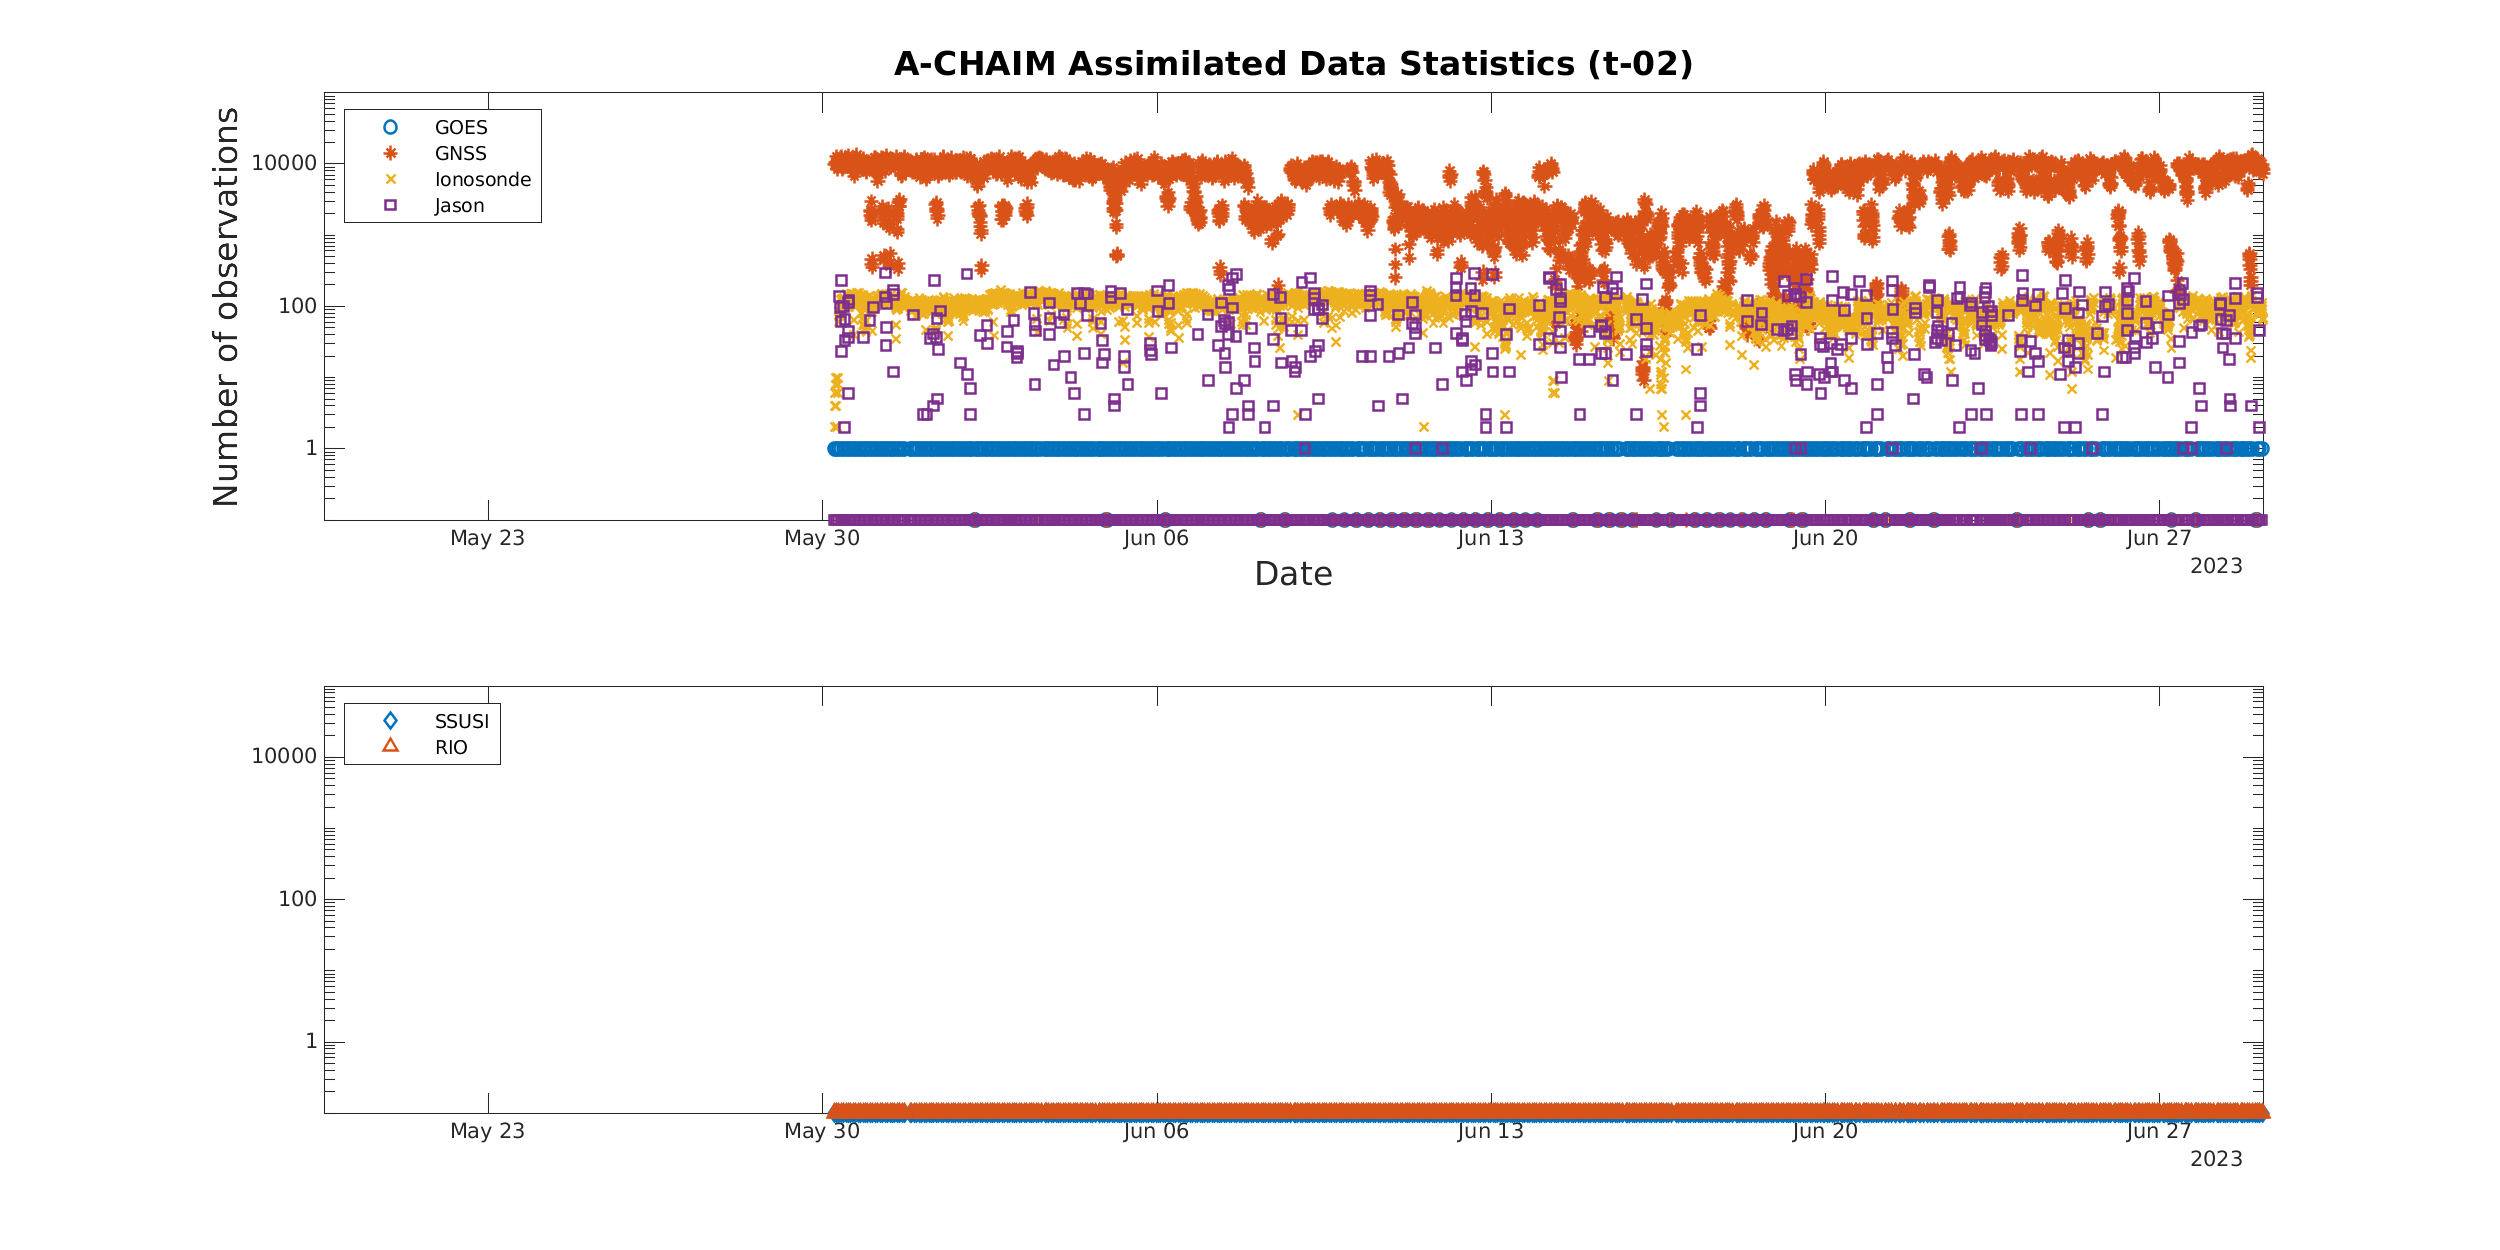 A-CHAIM Assimilated Data Statistics (t-02)
Number of observations
GOES
GNSS
Ionosonde
Jason
10000
100
1
May 23 May 30 Jun 06 Jun 13 Jun 20 Jun 27
2023
Date
SSUSI
RIO
10000
100
1
May 23 May 30 Jun 06 Jun 13 Jun 20 Jun 27
2023